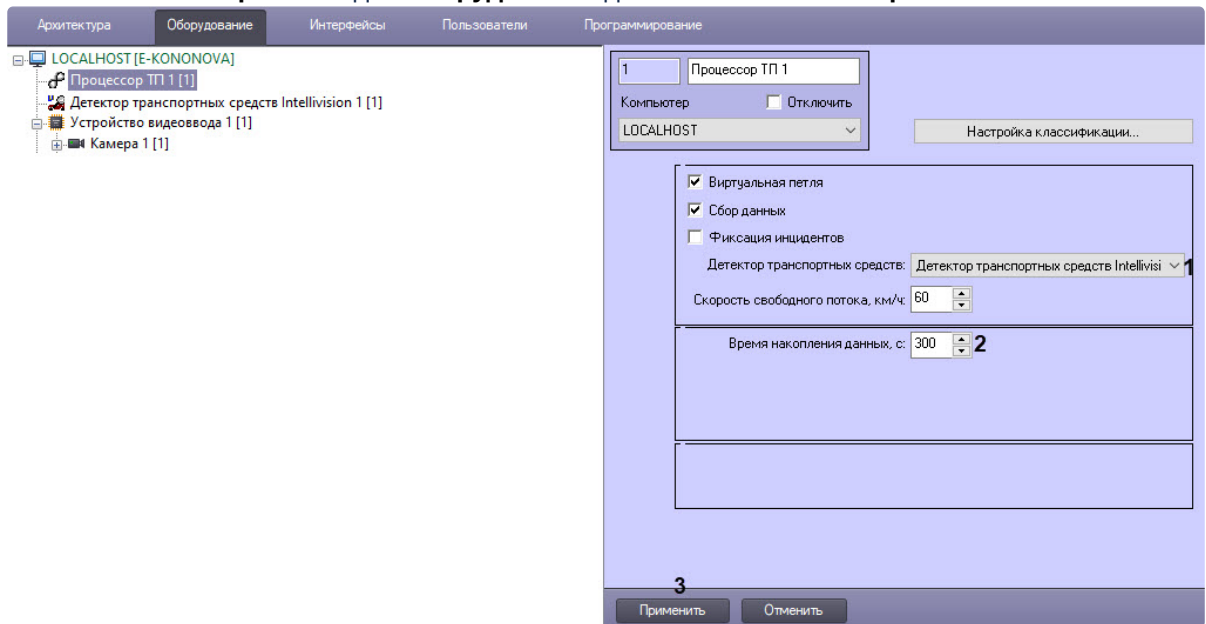 Архитектура Оборудование Интерфейсы Пользователи Программирование
LOCALHOST [E-KONONOVA]
Процессор ТП 1 [1]
Детектор транспортных средств Intellivision 1 [1]
Устройство видеоввода 1 [1]
Камера 1 [1]
1 Процессор ТП 1
Компьютер Отключить
LOCALHOST
Настройка классификации...
Виртуальная петля
Сбор данных
Фиксация инцидентов
Детектор транспортных средств: Детектор транспортных средств Intellivisi 1
Скорость свободного потока, км/ч: 60
Время накопления данных, с: 300 2
3
Применить Отменить